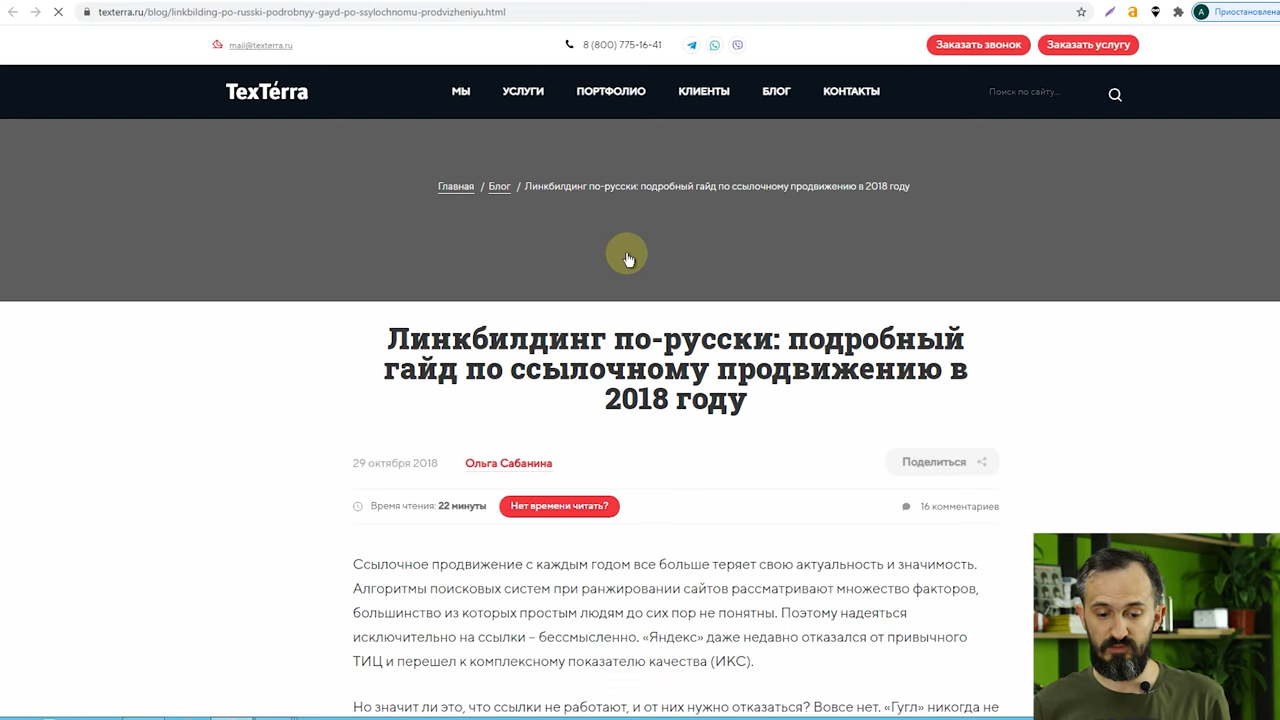 texterra.ru/blog/linkbilding-po-russki-podrobnyy-gayd-po-ssylochnomu-prodvizheniyu.html
A Приостановлена
mail@texterra.ru
8 (800) 775-16-41
Заказать звонок
Заказать услугу
TexTérra
МЫ
УСЛУГИ
ПОРТФОЛИО
КЛИЕНТЫ
БЛОГ
КОНТАКТЫ
Поиск по сайту...
Главная / Блог / Линкбилдинг по-русски: подробный гайд по ссылочному продвижению в 2018 году
Линкбилдинг по-русски: подробный
гайд по ссылочному продвижению в
2018 году
29 октября 2018
Ольга Сабанина
Поделиться
Время чтения: 22 минуты
Нет времени читать?
16 комментариев
Ссылочное продвижение с каждым годом все больше теряет свою актуальность и значимость.
Алгоритмы поисковых систем при ранжировании сайтов рассматривают множество факторов,
большинство из которых простым людям до сих пор не понятны. Поэтому надеяться
исключительно на ссылки – бессмысленно. «Яндекс» даже недавно отказался от привычного
ТИЦ и перешел к комплексному показателю качества (ИКС).
Но значит ли это, что ссылки не работают, и от них нужно отказаться? Вовсе нет. «Гугл» никогда не